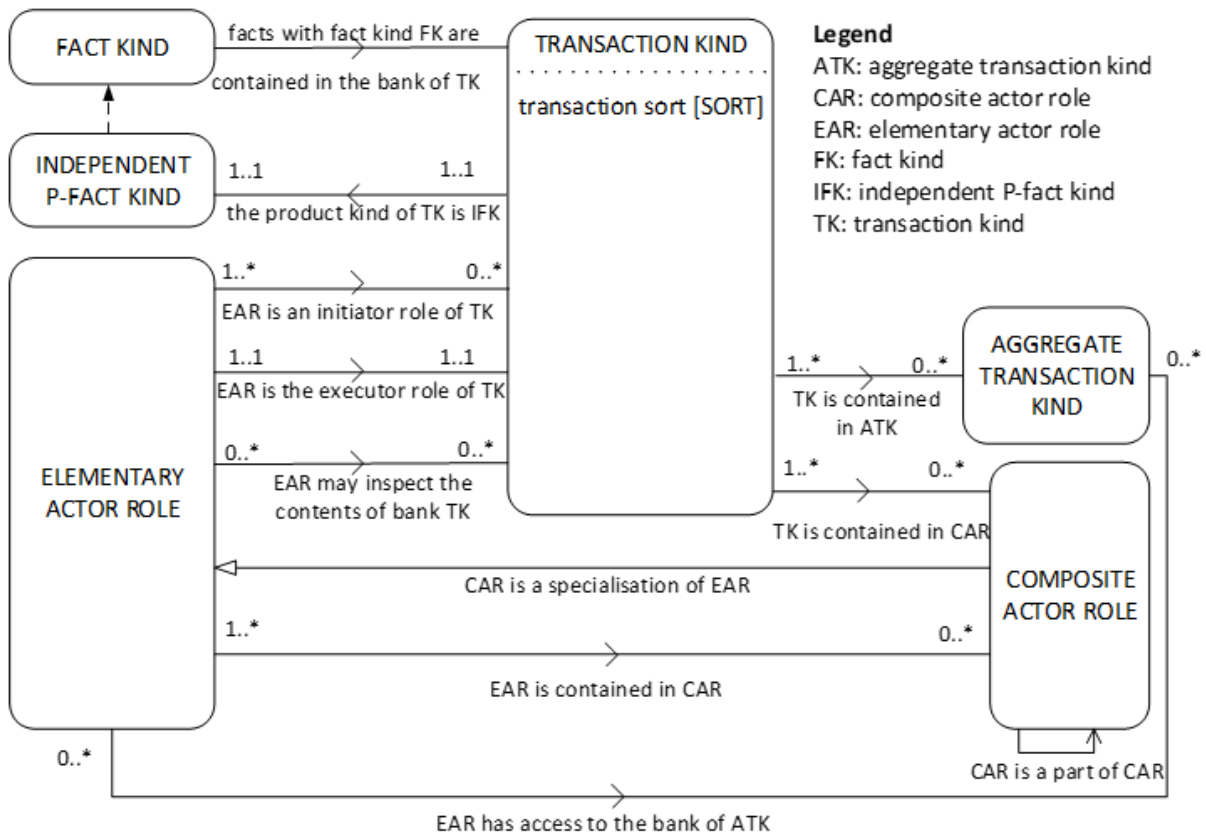 FACT KIND
facts with fact kind FK are
contained in the bank of TK
TRANSACTION KIND
transaction sort [SORT]
Legend
ATK: aggregate transaction kind
CAR: composite actor role
EAR: elementary actor role
FK: fact kind
IFK: independent P-fact kind
TK: transaction kind
INDEPENDENT
P-FACT KIND
1..1 1..1
the product kind of TK is IFK
ELEMENTARY
ACTOR ROLE
1..* 0..*
EAR is an initiator role of TK
1..1 1..1
EAR is the executor role of TK
0..* 0..*
EAR may inspect the
contents of bank TK
1..* 0..*
TK is contained
in ATK
AGGREGATE
TRANSACTION
KIND
0..*
1..* 0..*
TK is contained in CAR
COMPOSITE
ACTOR ROLE
CAR is a specialisation of EAR
1..* 0..*
EAR is contained in CAR
CAR is a part of CAR
0..*
EAR has access to the bank of ATK